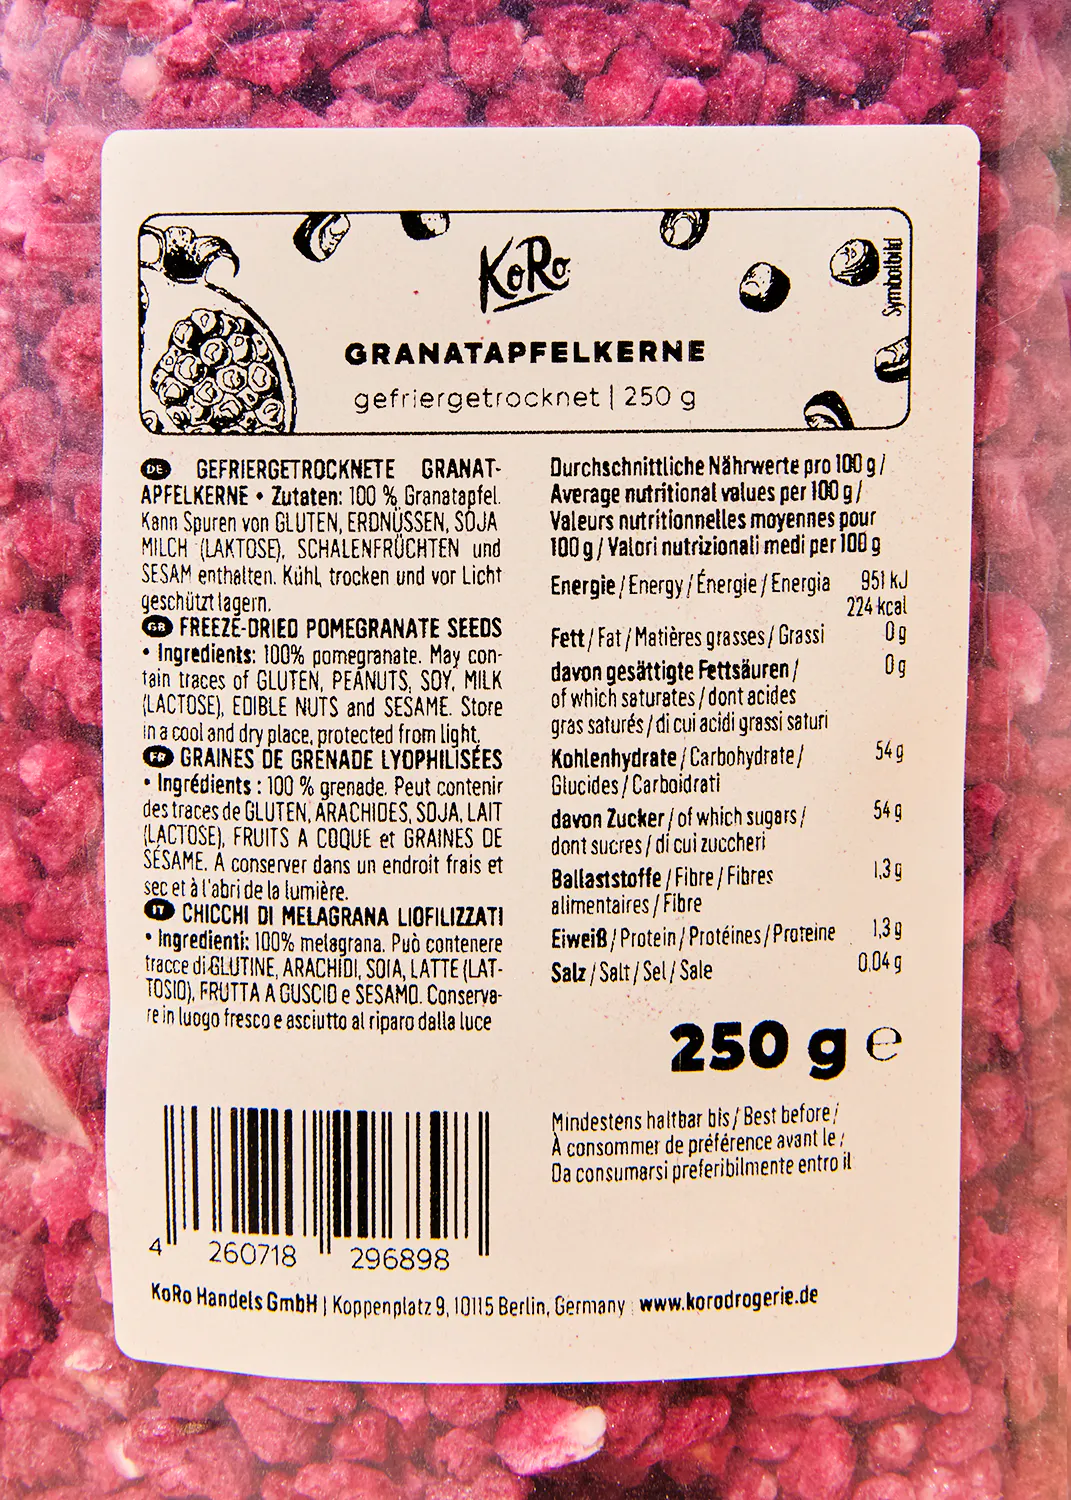 KoRo
Symbolbild
GRANATAPFELKERNE
gefriergetrocknet | 250 g
DE GEFRIERGETROCKNETE GRANAT-
APFELKERNE • Zutaten: 100 % Granatapfel.
Kann Spuren von GLUTEN, ERDNÜSSEN, SOJA
MILCH (LAKTOSE), SCHALENFRÜCHTEN und
SESAM enthalten. Kühl, trocken und vor Licht
geschützt lagern.
GB FREEZE-DRIED POMEGRANATE SEEDS
• Ingredients: 100% pomegranate. May con-
tain traces of GLUTEN, PEANUTS, SOY, MILK
(LACTOSE), EDIBLE NUTS and SESAME. Store
in a cool and dry place, protected from light.
FR GRAINES DE GRENADE LYOPHILISÉES
• Ingrédients : 100 % grenade. Peut contenir
des traces de GLUTEN, ARACHIDES, SOJA, LAIT
(LACTOSE), FRUITS A COQUE et GRAINES DE
SÉSAME. A conserver dans un endroit frais et
sec et à l'abri de la lumière.
IT CHICCHI DI MELAGRANA LIOFILIZZATI
• Ingredienti: 100% melagrana. Può contenere
tracce di GLUTINE, ARACHIDI, SOIA, LATTE (LAT-
TOSIO), FRUTTA A GUSCIO e SESAMO. Conserva-
re in luogo fresco e asciutto al riparo dalla luce
Durchschnittliche Nährwerte pro 100 g /
Average nutritional values per 100 g /
Valeurs nutritionnelles moyennes pour
100 g / Valori nutrizionali medi per 100 g
Energie / Energy / Énergie / Energia 951 kJ
224 kcal
Fett / Fat / Matières grasses / Grassi 0 g
davon gesättigte Fettsäuren / 0 g
of which saturates / dont acides
gras saturés / di cui acidi grassi saturi
Kohlenhydrate / Carbohydrate / 54 g
Glucides / Carboidrati
davon Zucker / of which sugars / 54 g
dont sucres / di cui zuccheri
Ballaststoffe / Fibre / Fibres 1,3 g
alimentaires / Fibre
Eiweiß / Protein / Protéines / Proteine 1,3 g
Salz / Salt / Sel / Sale 0,04 g
250 g ℮
Mindestens haltbar bis / Best before /
À consommer de préférence avant le /
Da consumarsi preferibilmente entro il
4 260718 296898
KoRo Handels GmbH | Koppenplatz 9, 10115 Berlin, Germany | www.korodrogerie.de